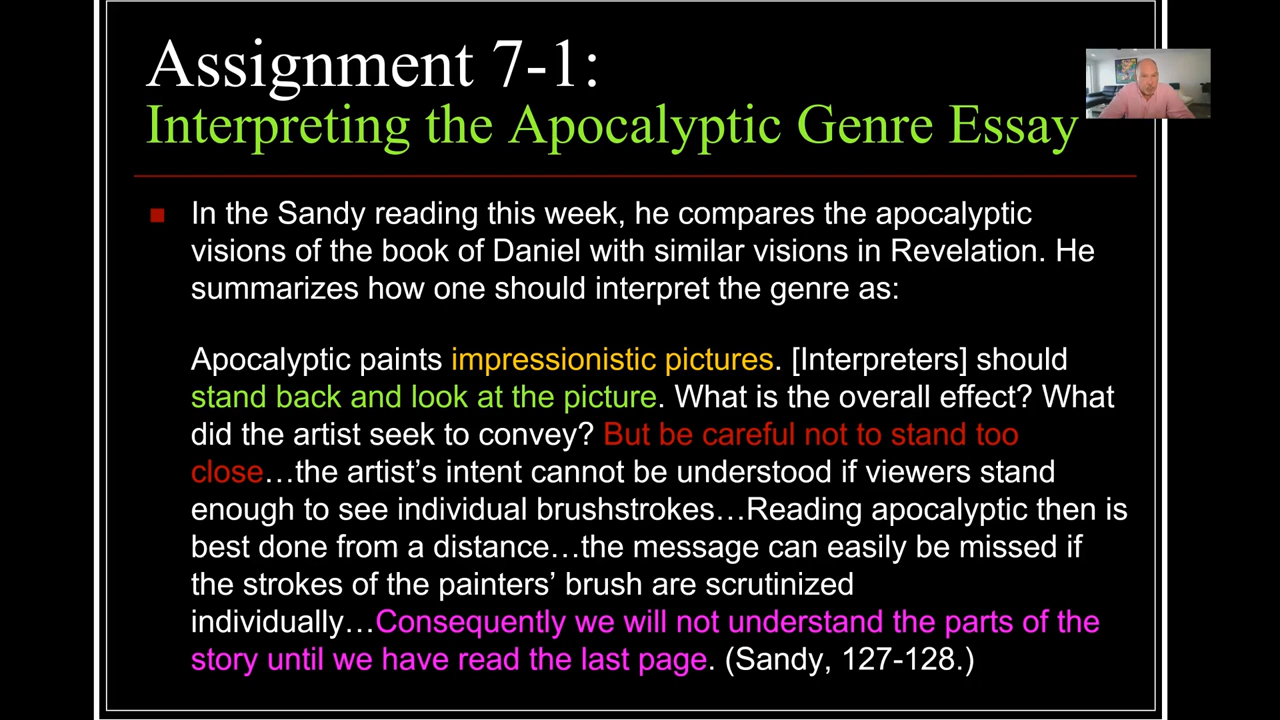 Assignment 7-1:
Interpreting the Apocalyptic Genre Essay
In the Sandy reading this week, he compares the apocalyptic
visions of the book of Daniel with similar visions in Revelation. He
summarizes how one should interpret the genre as:
Apocalyptic paints impressionistic pictures. [Interpreters] should
stand back and look at the picture. What is the overall effect? What
did the artist seek to convey? But be careful not to stand too
close…the artist’s intent cannot be understood if viewers stand
enough to see individual brushstrokes…Reading apocalyptic then is
best done from a distance…the message can easily be missed if
the strokes of the painters’ brush are scrutinized
individually…Consequently we will not understand the parts of the
story until we have read the last page. (Sandy, 127-128.)